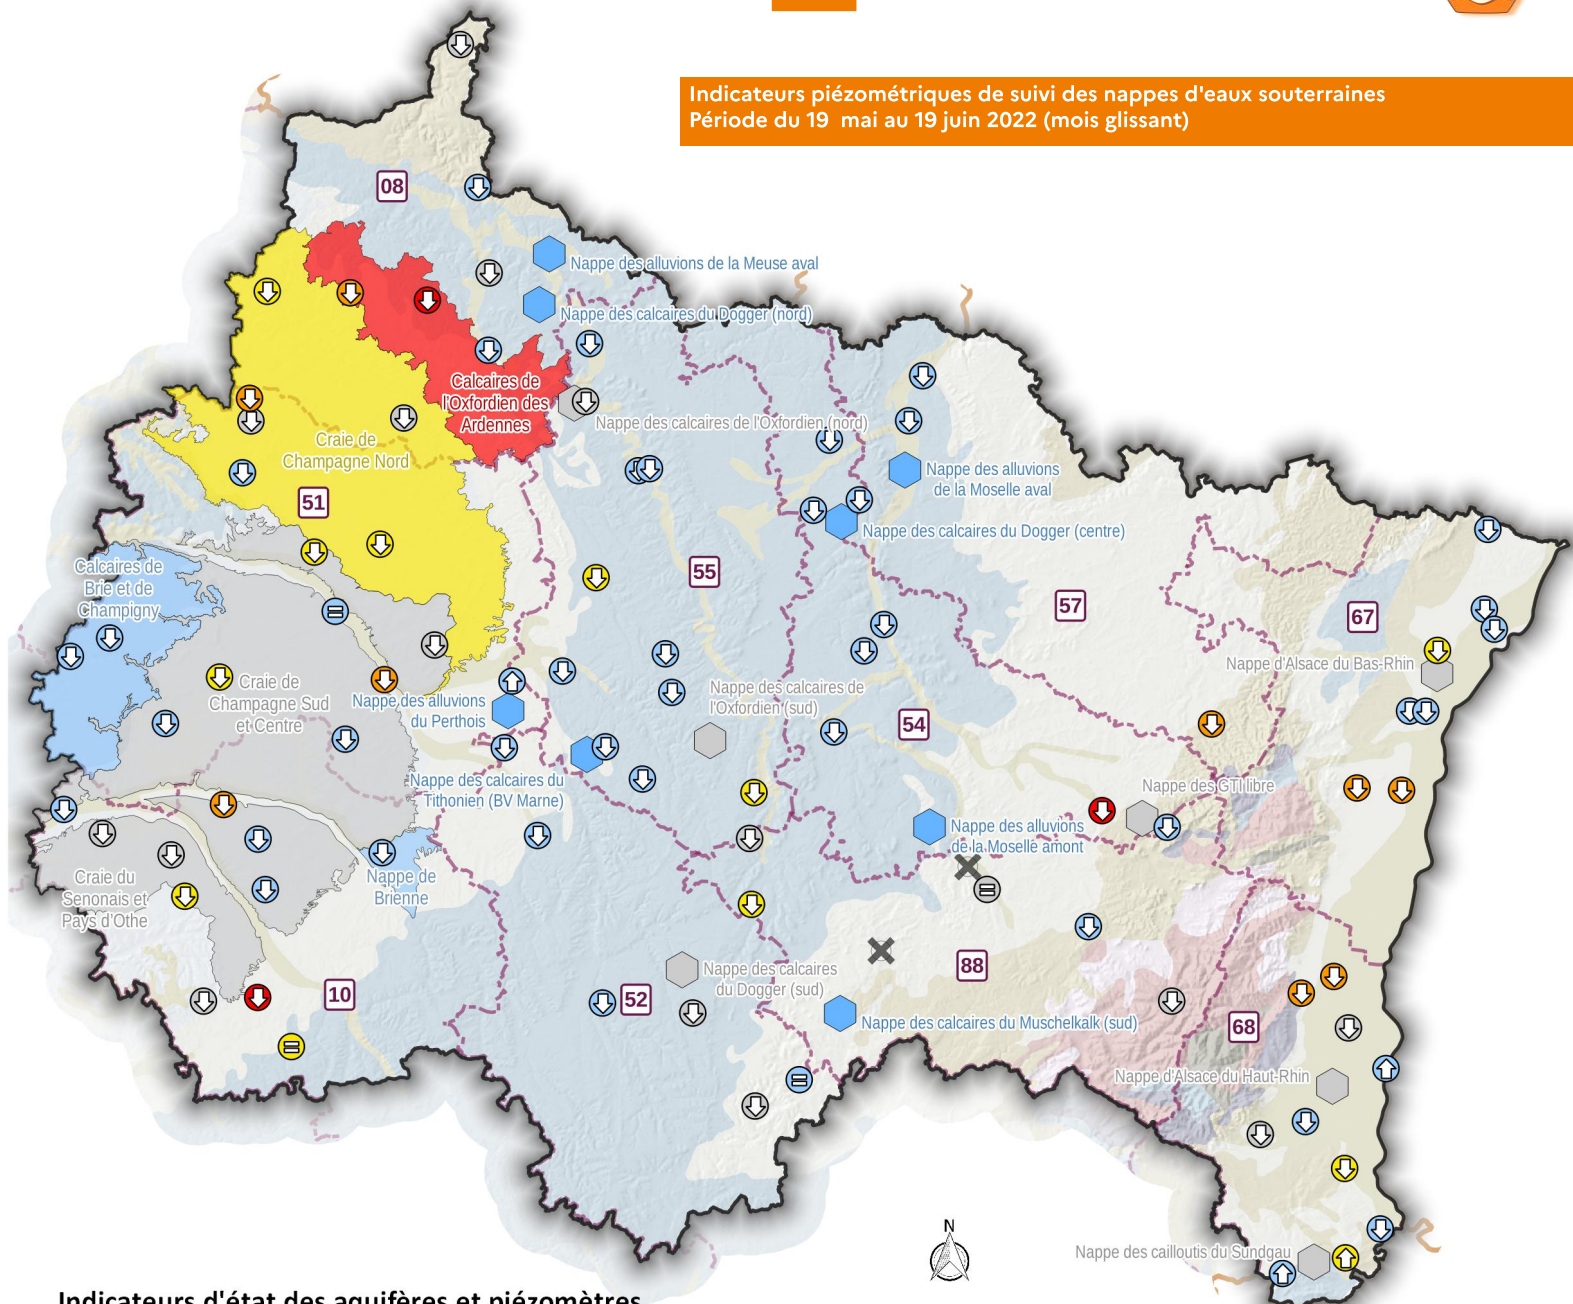 Indicateurs piézométriques de suivi des nappes d'eaux souterraines
Période du 19 mai au 19 juin 2022 (mois glissant)
08
Nappe des alluvions de la Meuse aval
Nappe des calcaires du Dogger (nord)
Calcaires de
l'Oxfordien des
Ardennes
Nappe des calcaires de l'Oxfordien (nord)
Craie de
Champagne Nord
Nappe des alluvions
de la Moselle aval
51
Nappe des calcaires du Dogger (centre)
Calcaires de
Brie et de
Champigny
55
57
67
Nappe d'Alsace du Bas-Rhin
Craie de
Champagne Sud
et Centre
Nappe des alluvions
du Perthois
Nappe des calcaires de
l'Oxfordien (sud)
54
Nappe des calcaires du
Tithonien (BV Marne)
Nappe des GTI libre
Nappe des alluvions
de la Moselle amont
Craie du
Senonais et
Pays d'Othe
Nappe de
Brienne
10
52
Nappe des calcaires
du Dogger (sud)
88
Nappe des calcaires du Muschelkalk (sud)
68
Nappe d'Alsace du Haut-Rhin
N
Nappe des cailloutis du Sundgau
Indicateurs d'état des aquifères et piézomètres